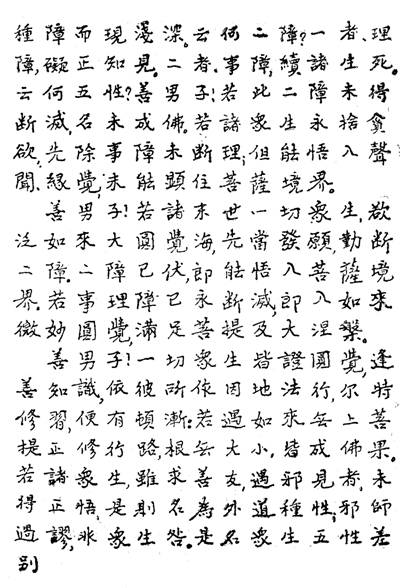 種障而現淺深。云何二障?一者、理
障,礙正知見。二者、事障,續諸生死。
云何五性?善男子!若此二障未得
斷滅,名未成佛。若諸眾生永捨貪
欲,先除事障未斷理,但能悟入聲
聞、緣覺,未能顯住菩薩境界。
善男子!若諸末世一切眾生,欲
泛如來大圓覺海,先當發願,勤斷
二障。二障已伏,即能悟入菩薩境
界。若事理障已永斷滅,即入如來
微妙圓覺,滿足菩提及大涅槃。
善男子!一切眾生皆證圓覺,逢
善知識,依彼所依因地法行,尔特
修習,便有頓漸:若遇如來无上菩
提正修行路,根无大小,皆成佛果。
若諸眾生,雖求善友,遇邪見者,未
得正悟,是則名為外道種性,邪師
過謬,非眾生咎。是名眾生五性差
別